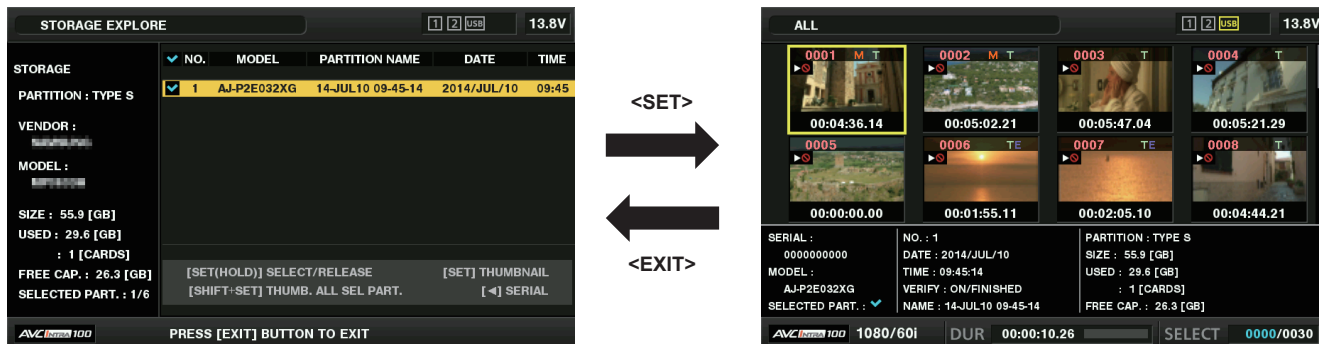 STORAGE EXPLORE
1 2 USB 13.8V
STORAGE
PARTITION : TYPE S
VENDOR :
MODEL :
SIZE : 55.9 [GB]
USED : 29.6 [GB]
: 1 [CARDS]
FREE CAP. : 26.3 [GB]
SELECTED PART. : 1/6
NO. MODEL PARTITION NAME DATE TIME
1 AJ-P2E032XG 14-JUL10 09-45-14 2014/JUL/10 09:45
[SET(HOLD)] SELECT/RELEASE [SET] THUMBNAIL
[SHIFT+SET] THUMB. ALL SEL PART. [◄] SERIAL
AVC INTRA 100 PRESS [EXIT] BUTTON TO EXIT
<SET>
<EXIT>
ALL
1 2 USB 13.8V
0001 M T
00:04:36.14
0002 M T
00:05:02.21
0003 T
00:05:47.04
0004 T
00:05:21.29
0005
00:00:00.00
0006 TE
00:01:55.11
0007 TE
00:02:05.10
0008 T
00:04:44.21
SERIAL :
0000000000
MODEL :
AJ-P2E032XG
SELECTED PART. :
NO. : 1
DATE : 2014/JUL/10
TIME : 09:45:14
VERIFY : ON/FINISHED
NAME : 14-JUL10 09-45-14
PARTITION : TYPE S
SIZE : 55.9 [GB]
USED : 29.6 [GB]
: 1 [CARDS]
FREE CAP. : 26.3 [GB]
AVC INTRA 100 1080/60i DUR 00:00:10.26 SELECT 0000/0030